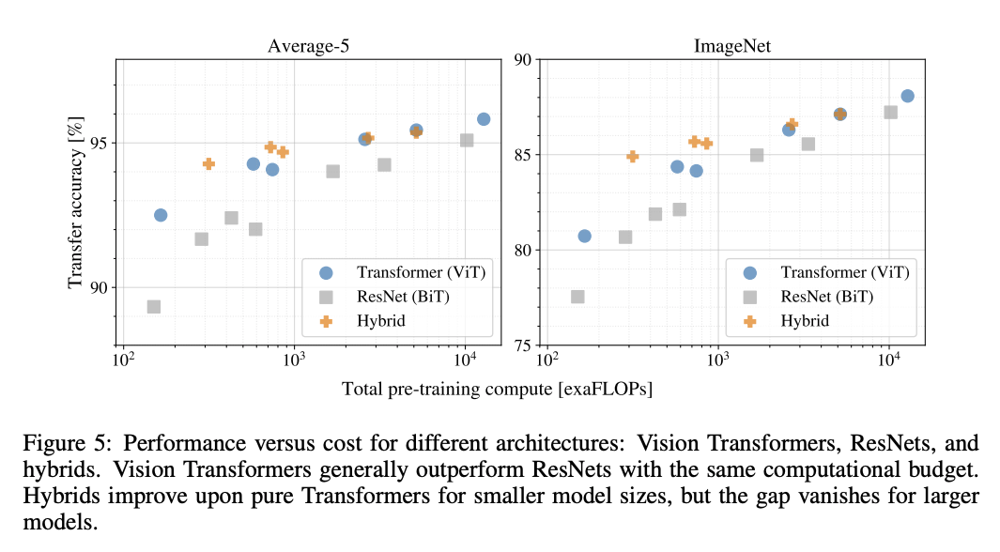 Average-5
ImageNet
Transfer accuracy [%]
95
90
90
85
80
75
Transformer (ViT)
ResNet (BiT)
Hybrid
Transformer (ViT)
ResNet (BiT)
Hybrid
10²
10³
10⁴
10²
10³
10⁴
Total pre-training compute [exaFLOPs]
Figure 5: Performance versus cost for different architectures: Vision Transformers, ResNets, and
hybrids. Vision Transformers generally outperform ResNets with the same computational budget.
Hybrids improve upon pure Transformers for smaller model sizes, but the gap vanishes for larger
models.